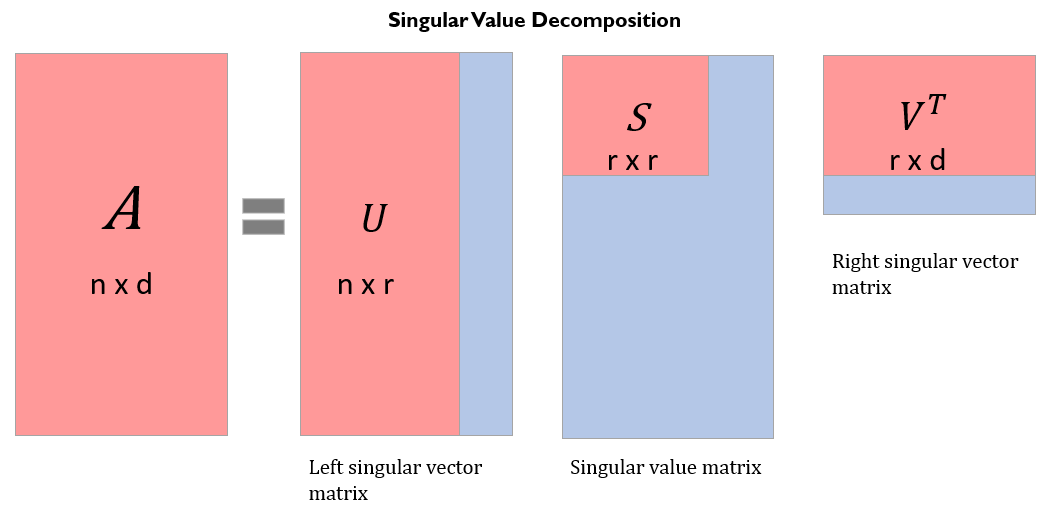 Singular Value Decomposition
A
n x d
=
U
n x r
Left singular vector
matrix
S
r x r
Singular value matrix
V^T
r x d
Right singular vector
matrix